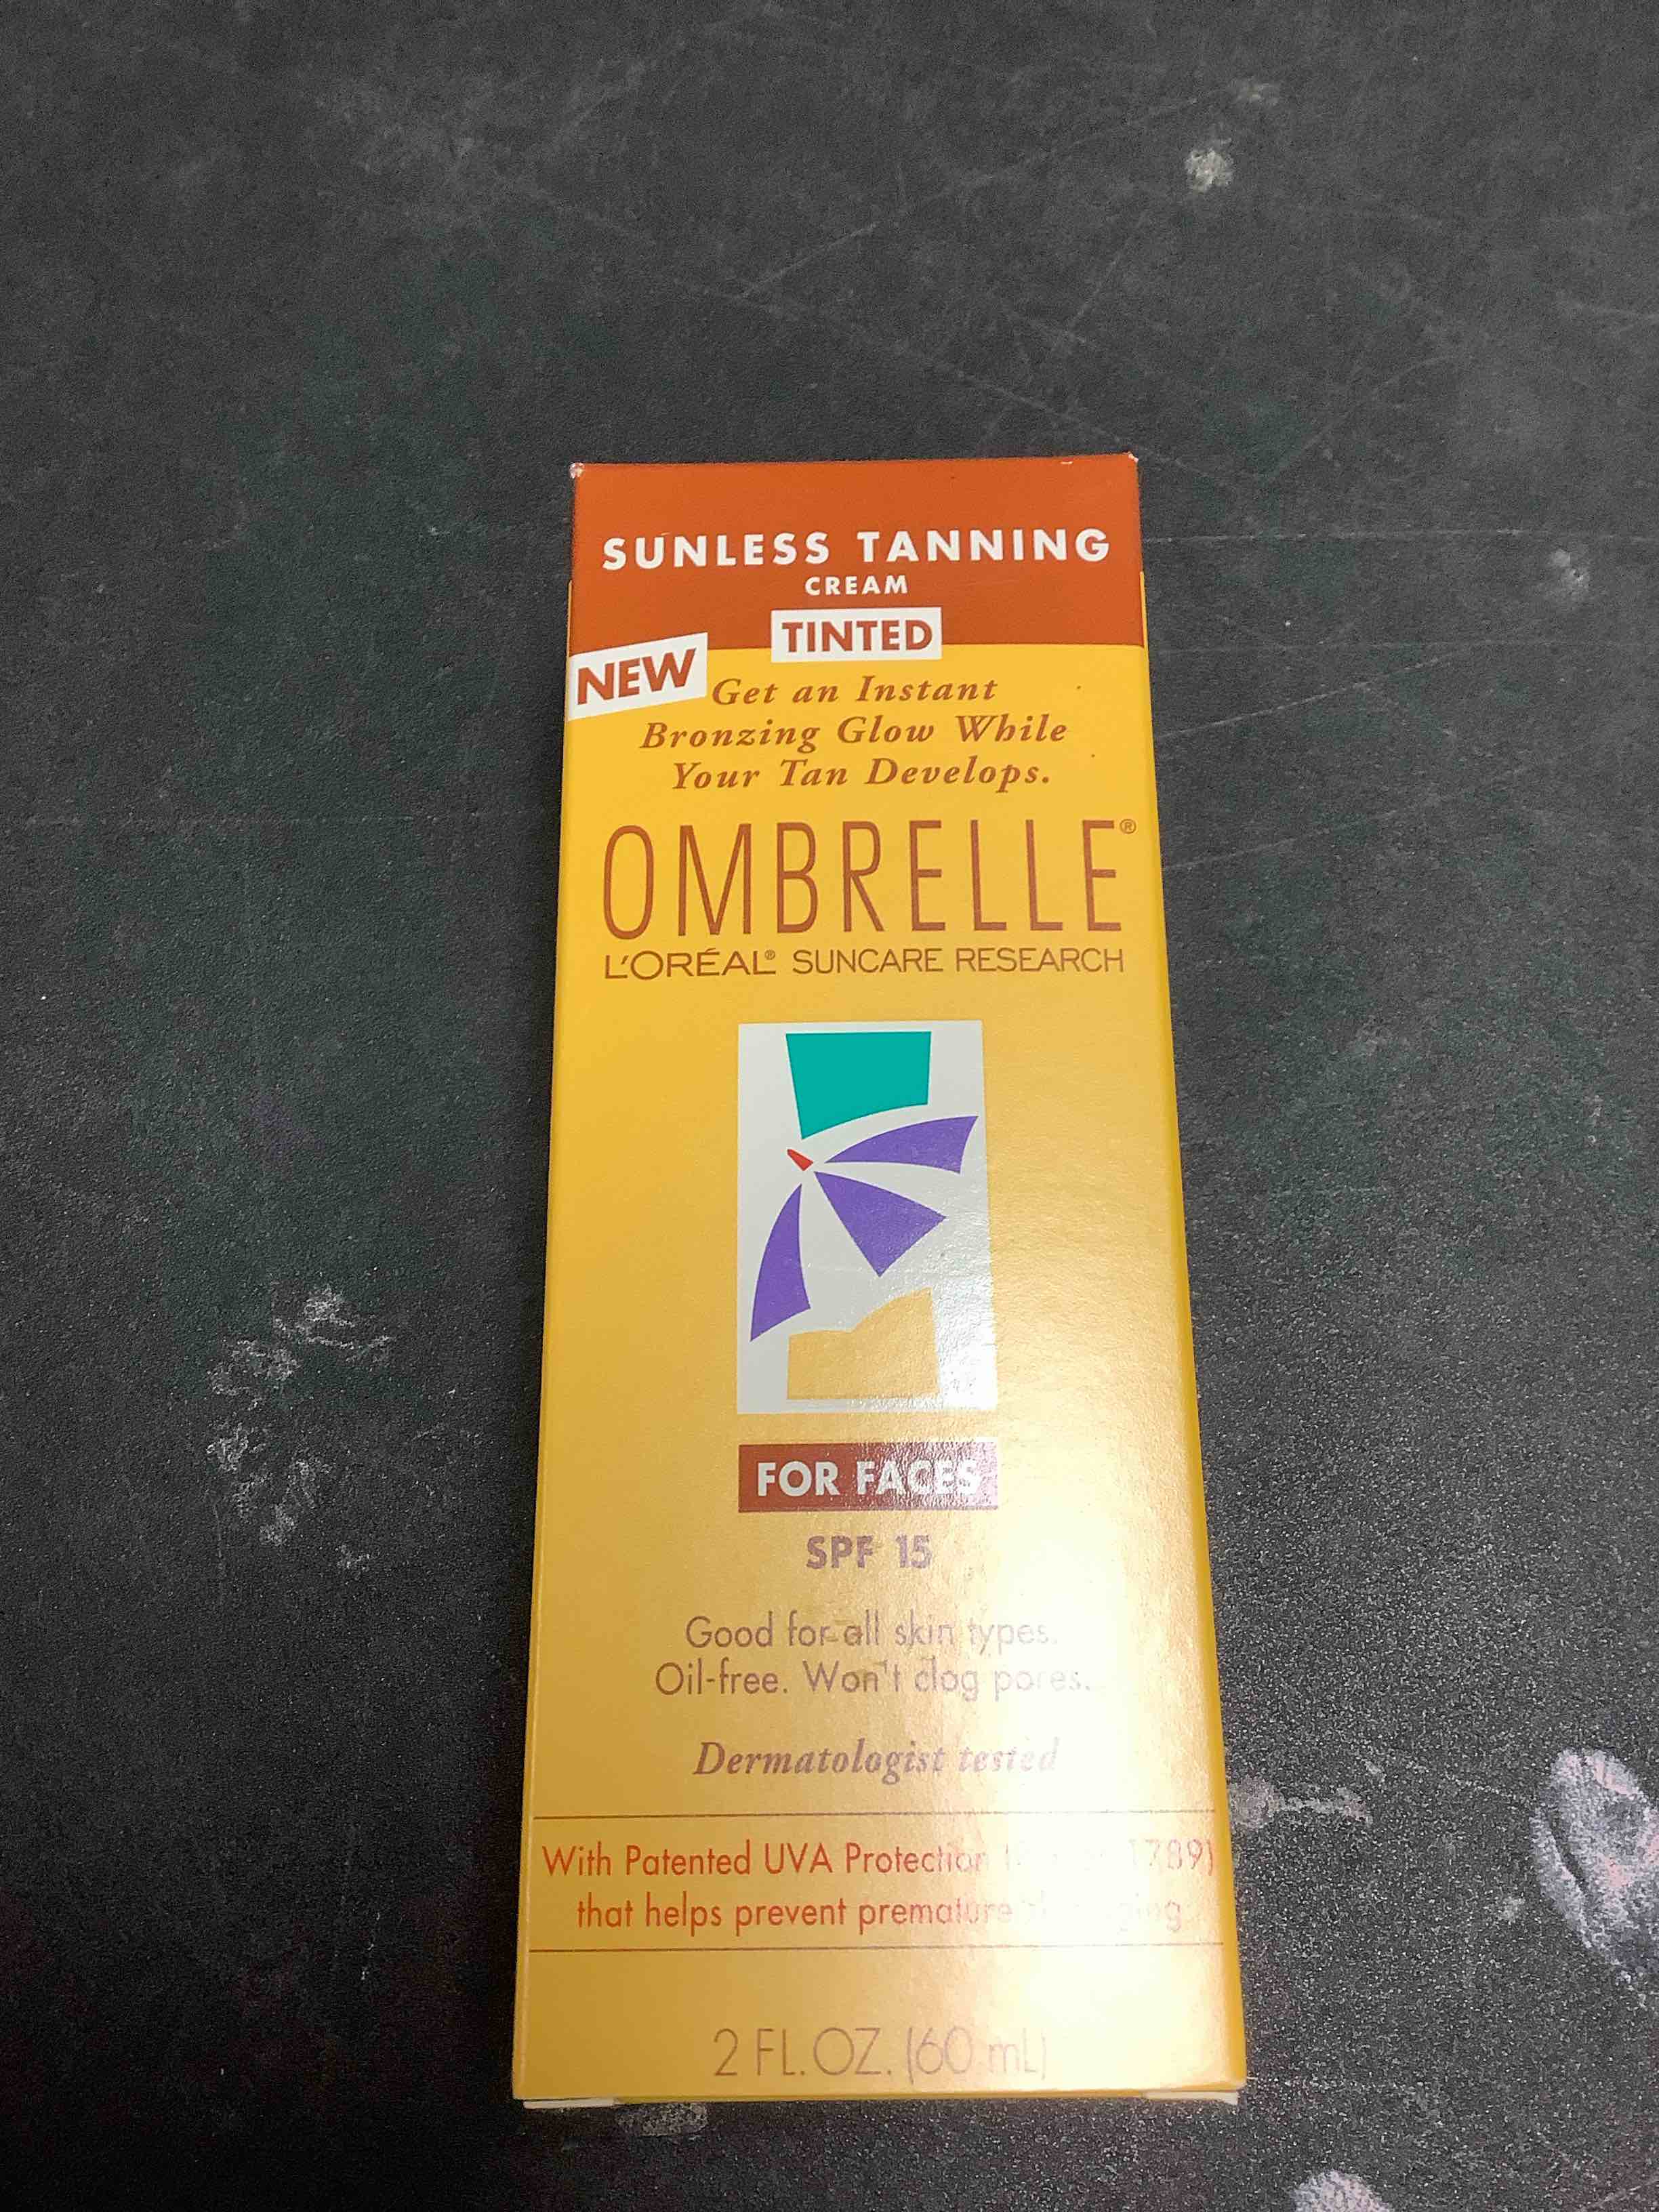 SUNLESS TANNING
CREAM
TINTED
NEW
Get an Instant
Bronzing Glow While
Your Tan Develops.
OMBRELLE®
L'ORÉAL® SUNCARE RESEARCH
FOR FACES
SPF 15
Good for all skin types.
Oil-free. Won't clog pores.
Dermatologist tested
With Patented UVA Protection 1789)
that helps prevent premature
2 FL. OZ. (60 mL)